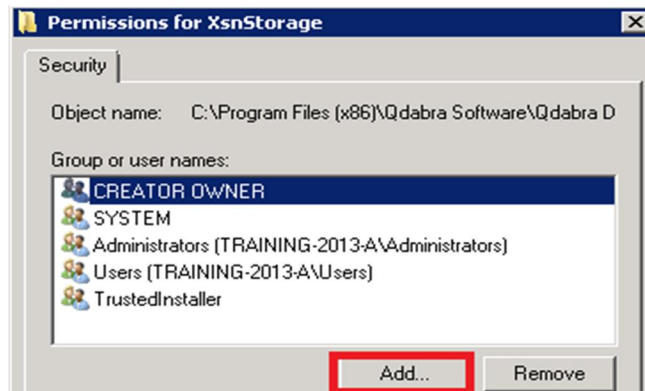 Permissions for XsnStorage
Security
Object name: C:\Program Files (x86)\Qdabra Software\Qdabra D
Group or user names:
CREATOR OWNER
SYSTEM
Administrators (TRAINING-2013-A\Administrators)
Users (TRAINING-2013-A\Users)
TrustedInstaller
Add... Remove